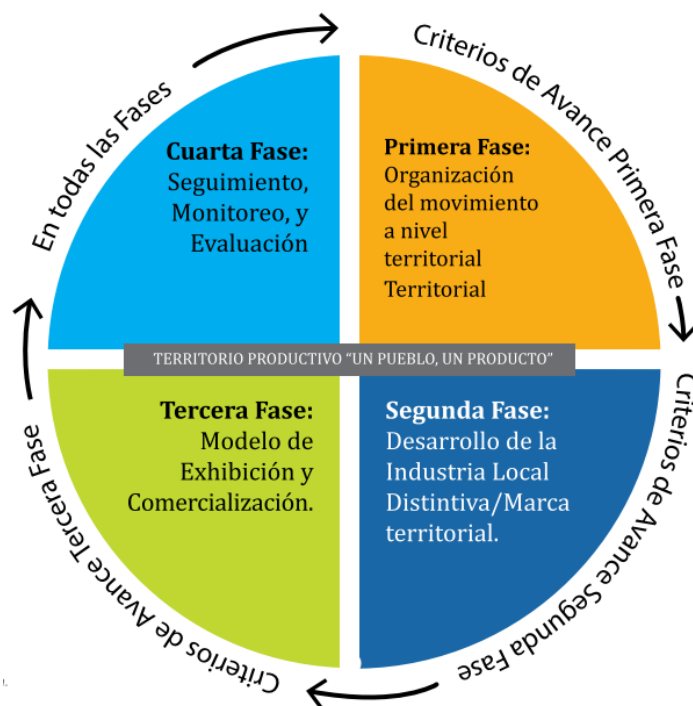 Criterios de Avance Primera Fase
Primera Fase:
Organización
del movimiento
a nivel
territorial
Territorial
Criterios de Avance Segunda Fase
Segunda Fase:
Desarrollo de la
Industria Local
Distintiva/Marca
territorial.
Criterios de Avance Tercera Fase
Tercera Fase:
Modelo de
Exhibición y
Comercialización.
En todas las Fases
Cuarta Fase:
Seguimiento,
Monitoreo, y
Evaluación
TERRITORIO PRODUCTIVO “UN PUEBLO, UN PRODUCTO”